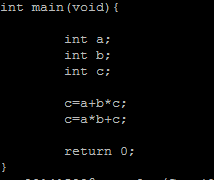 int main(void){
int a;
int b;
int c;
c=a+b*c;
c=a*b+c;
return 0;
}